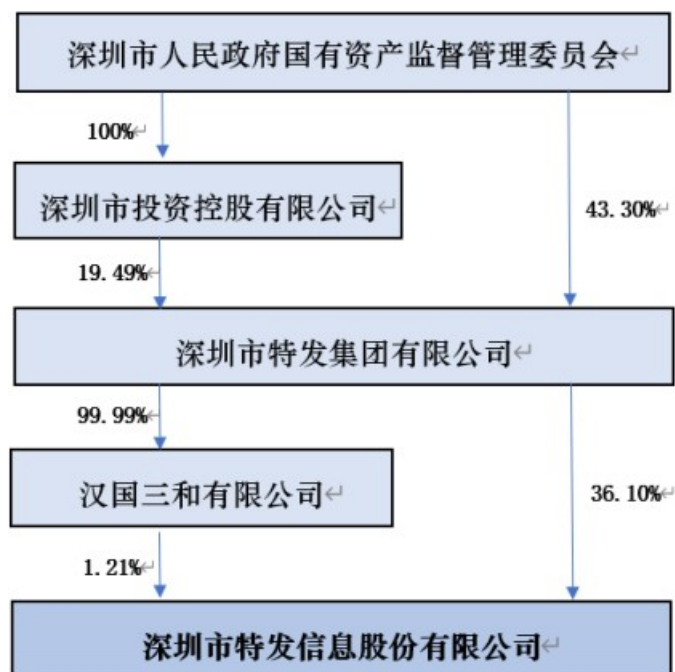 深圳市人民政府国有资产监督管理委员会
100%
深圳市投资控股有限公司
43.30%
19.49%
深圳市特发集团有限公司
99.99%
汉国三和有限公司
36.10%
1.21%
深圳市特发信息股份有限公司